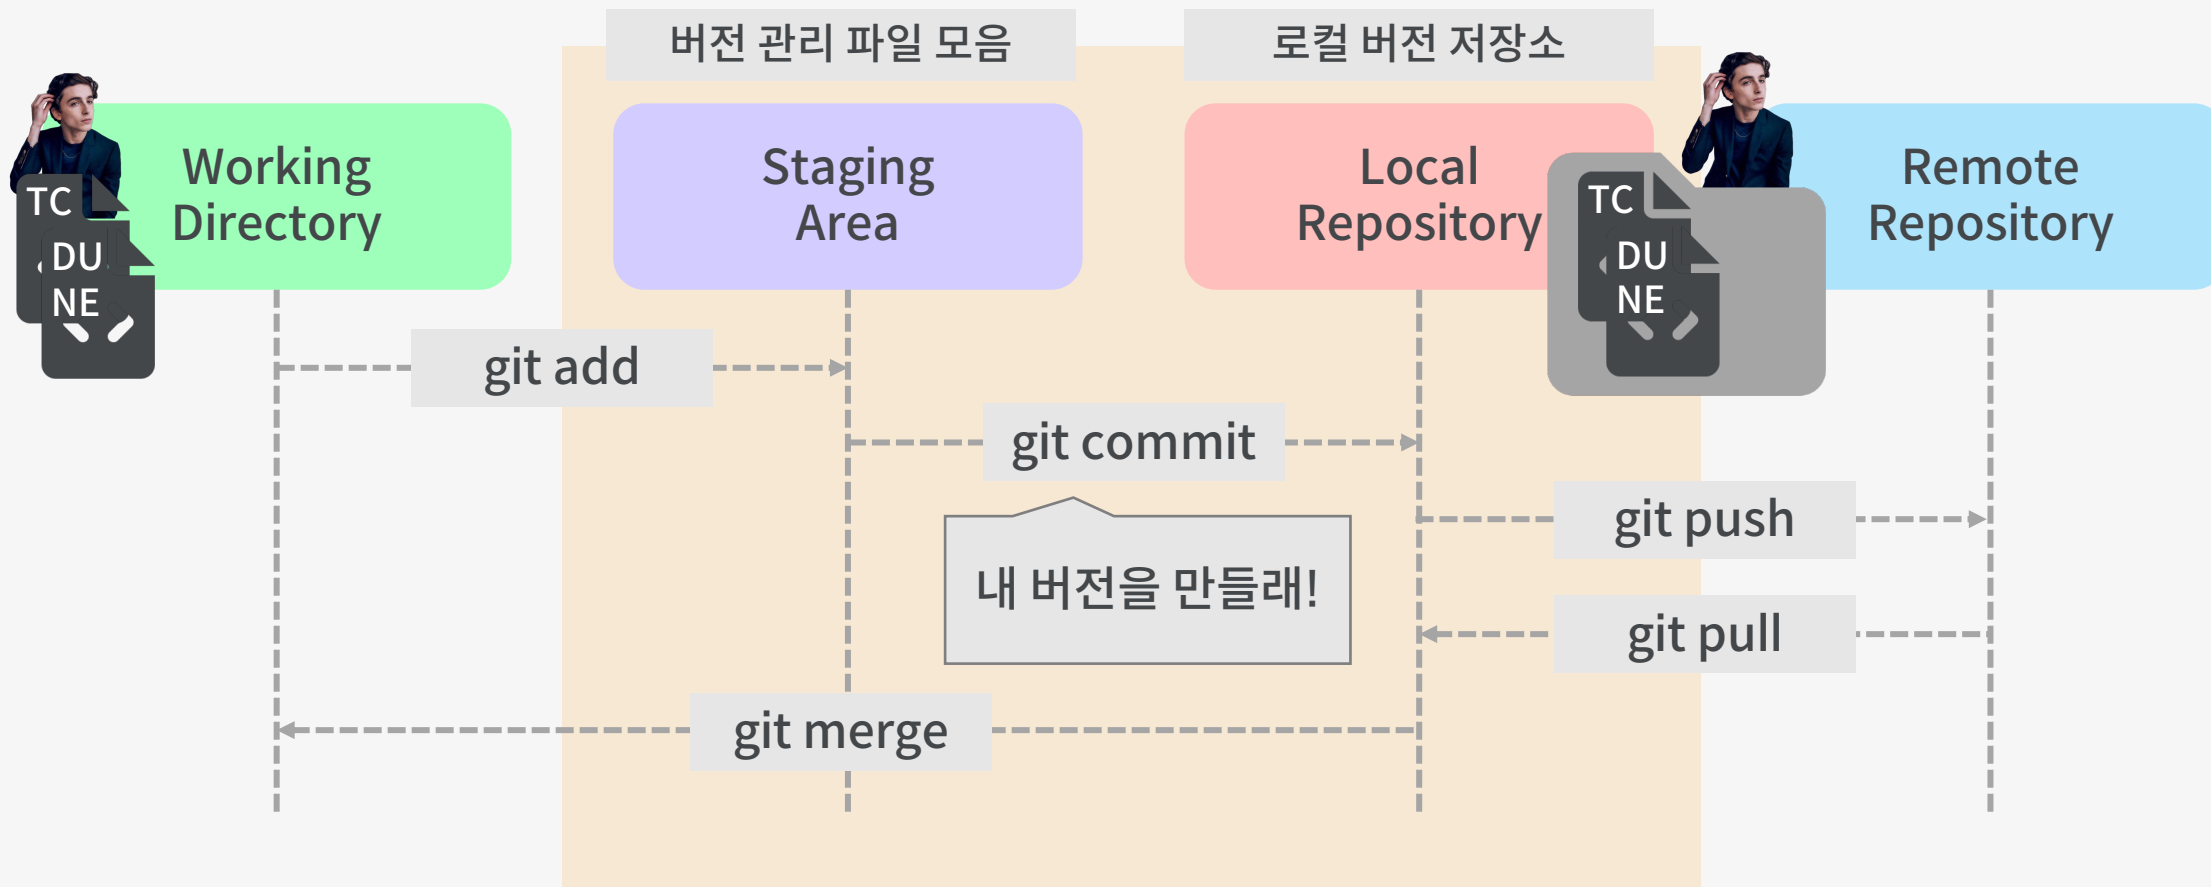 버전 관리 파일 모음
로컬 버전 저장소
Working
Directory
Staging
Area
Local
Repository
Remote
Repository
TC
DU
NE
TC
DU
NE
git add
git commit
git push
내 버전을 만들래!
git pull
git merge